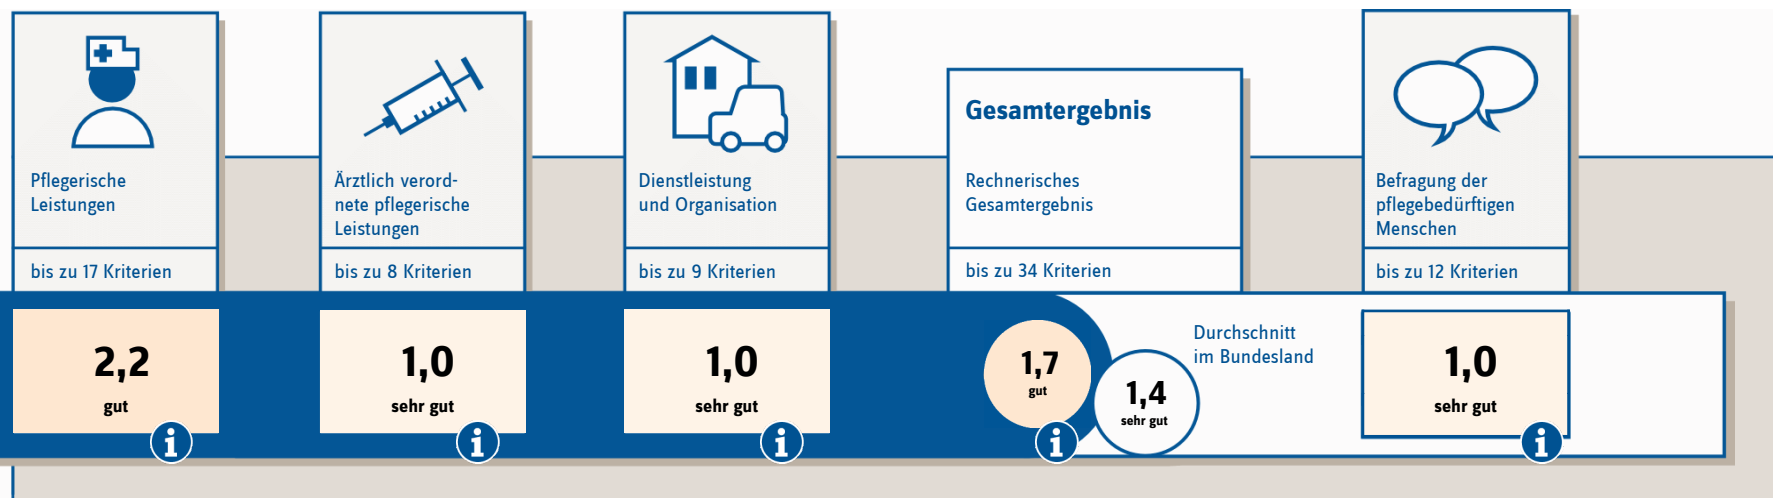 Pflegerische
Leistungen
bis zu 17 Kriterien
2,2
gut
i
Ärztlich verord-
nete pflegerische
Leistungen
bis zu 8 Kriterien
1,0
sehr gut
i
Dienstleistung
und Organisation
bis zu 9 Kriterien
1,0
sehr gut
i
Gesamtergebnis
Rechnerisches
Gesamtergebnis
bis zu 34 Kriterien
1,7
gut
i
Durchschnitt
im Bundesland
1,4
sehr gut
Befragung der
pflegebedürftigen
Menschen
bis zu 12 Kriterien
1,0
sehr gut
i